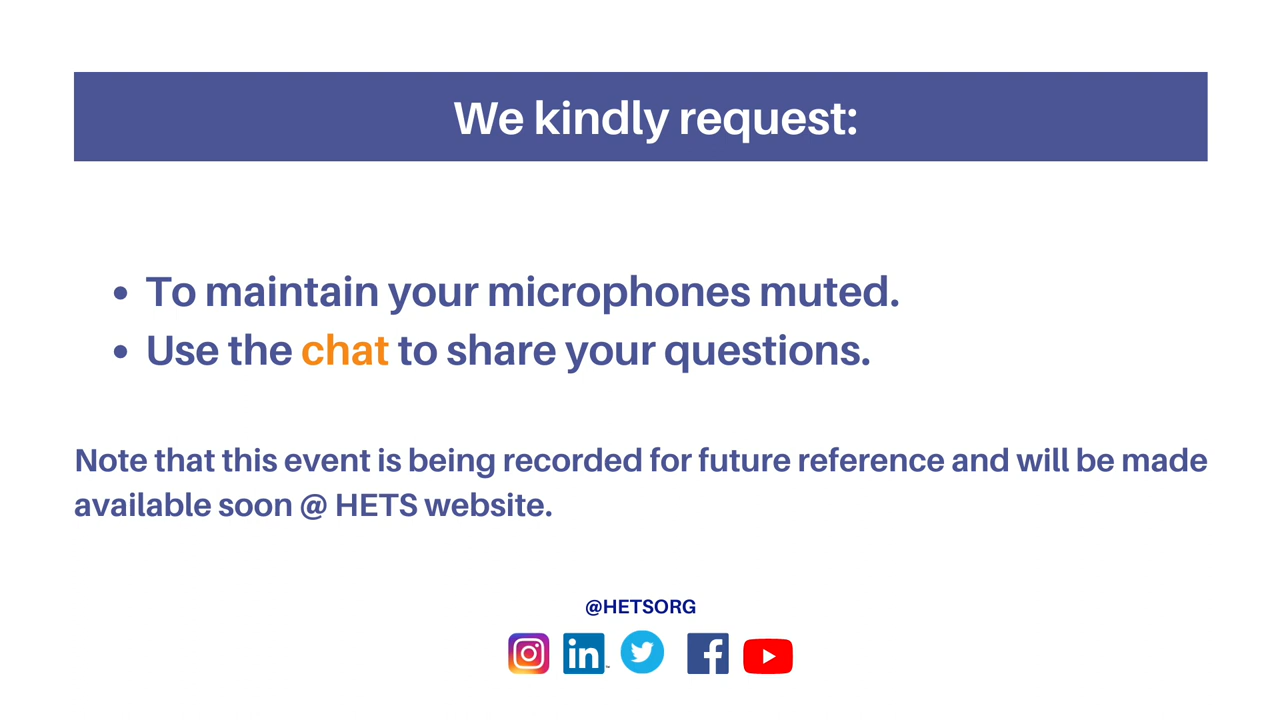 We kindly request:
• To maintain your microphones muted.
• Use the chat to share your questions.
Note that this event is being recorded for future reference and will be made
available soon @ HETS website.
@HETSORG
in